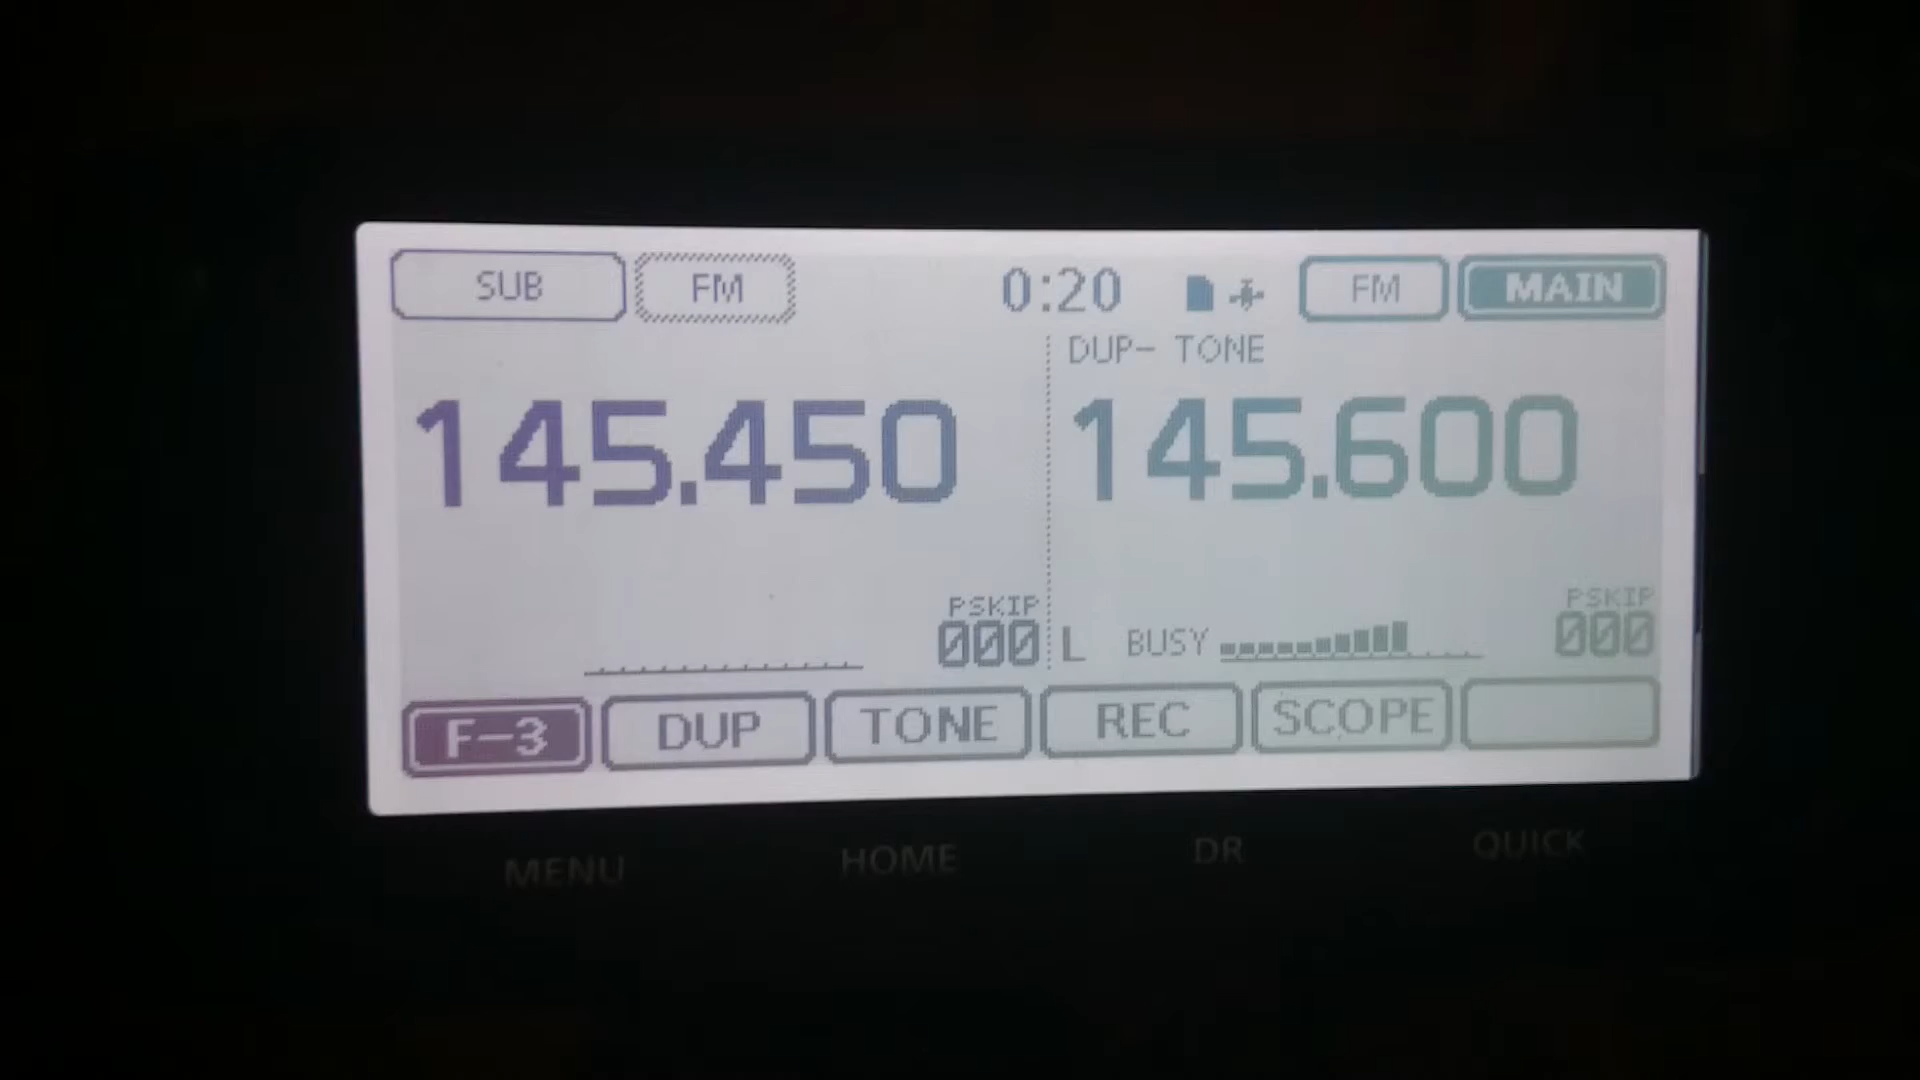 SUB FM 0:20 FM MAIN
DUP- TONE
145.450 145.600
PSKIP PSKIP
000 L BUSY 000
F-3 DUP TONE REC SCOPE
MENU HOME DR QUICK